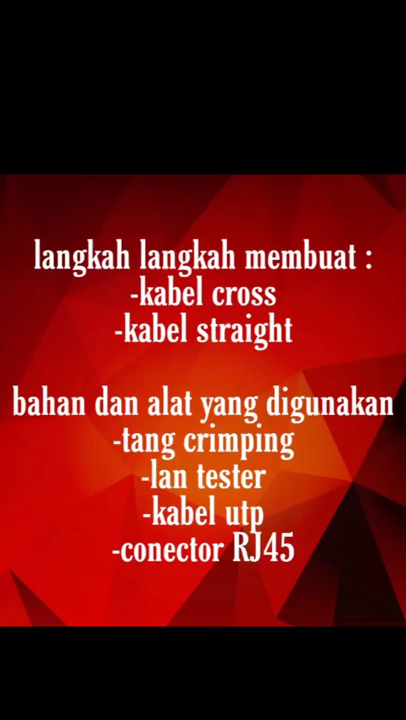 langkah langkah membuat :
-kabel cross
-kabel straight
bahan dan alat yang digunakan
-tang crimping
-lan tester
-kabel utp
-conector RJ45